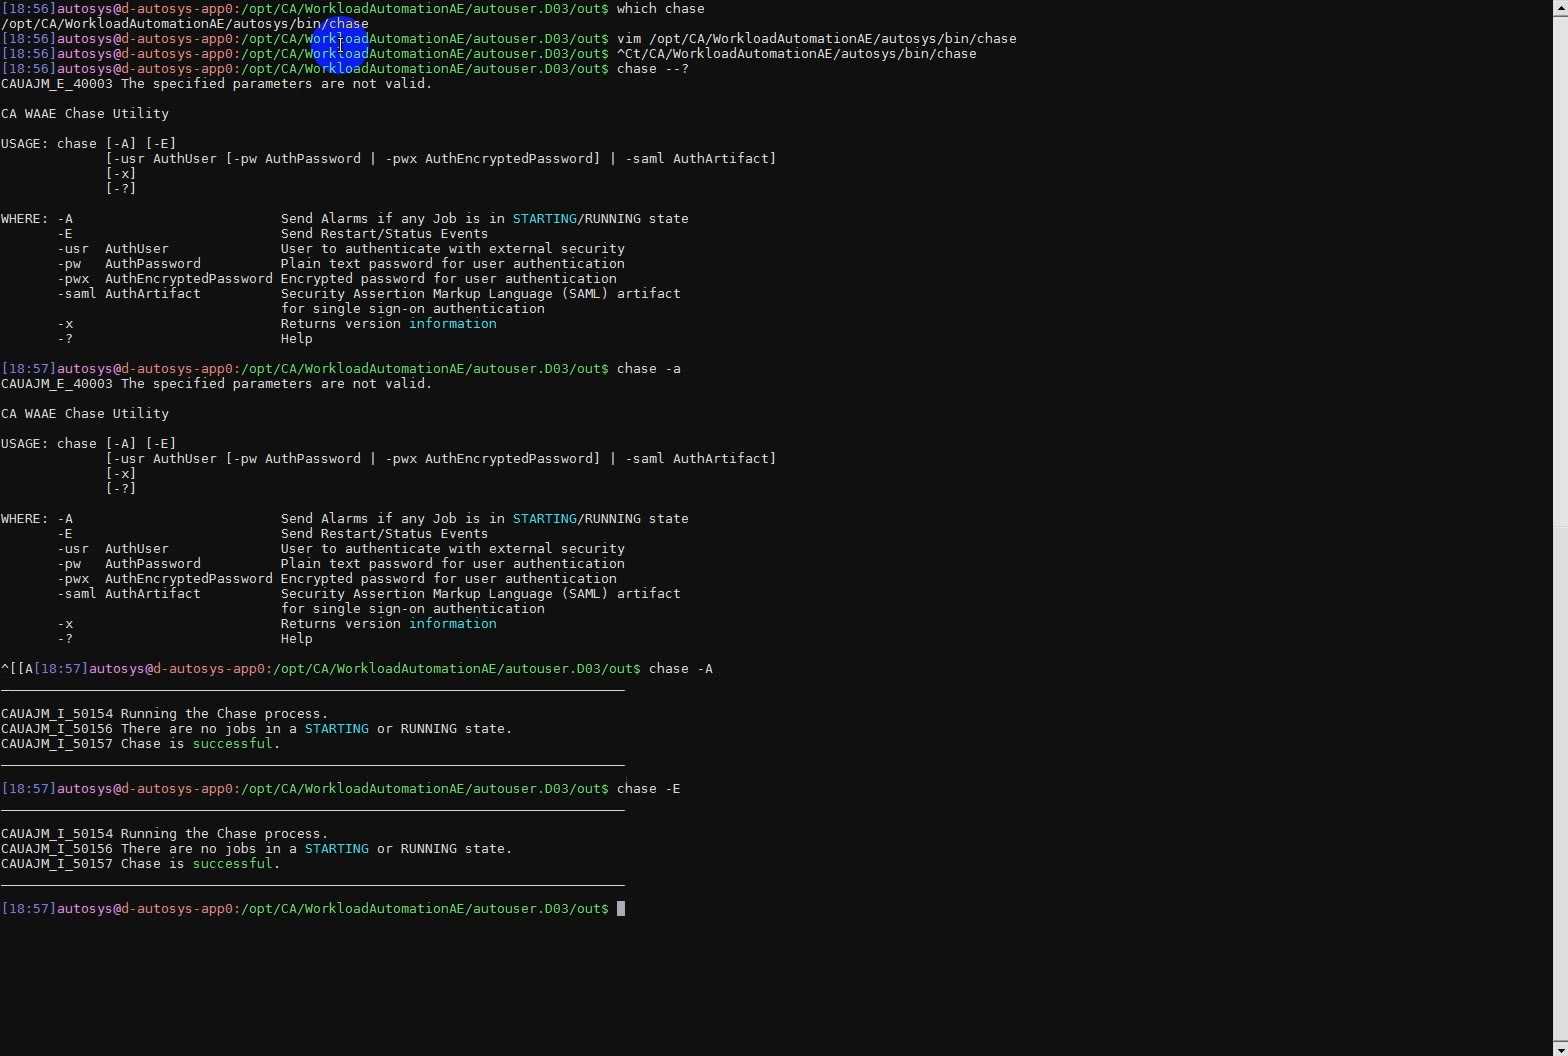 [18:56]autosys@d-autosys-app0:/opt/CA/WorkloadAutomationAE/autouser.D03/out$ which chase
/opt/CA/WorkloadAutomationAE/autosys/bin/chase
[18:56]autosys@d-autosys-app0:/opt/CA/WorkloadAutomationAE/autouser.D03/out$ vim /opt/CA/WorkloadAutomationAE/autosys/bin/chase
[18:56]autosys@d-autosys-app0:/opt/CA/WorkloadAutomationAE/autouser.D03/out$ ^Ct/CA/WorkloadAutomationAE/autosys/bin/chase
[18:56]autosys@d-autosys-app0:/opt/CA/WorkloadAutomationAE/autouser.D03/out$ chase --?
CAUAJM_E_40003 The specified parameters are not valid.

CA WAAE Chase Utility

USAGE: chase [-A] [-E]
             [-usr AuthUser [-pw AuthPassword | -pwx AuthEncryptedPassword] | -saml AuthArtifact]
             [-x]
             [-?]

WHERE: -A                          Send Alarms if any Job is in STARTING/RUNNING state
       -E                          Send Restart/Status Events
       -usr  AuthUser              User to authenticate with external security
       -pw   AuthPassword          Plain text password for user authentication
       -pwx  AuthEncryptedPassword Encrypted password for user authentication
       -saml AuthArtifact          Security Assertion Markup Language (SAML) artifact
                                   for single sign-on authentication
       -x                          Returns version information
       -?                          Help

[18:57]autosys@d-autosys-app0:/opt/CA/WorkloadAutomationAE/autouser.D03/out$ chase -a
CAUAJM_E_40003 The specified parameters are not valid.

CA WAAE Chase Utility

USAGE: chase [-A] [-E]
             [-usr AuthUser [-pw AuthPassword | -pwx AuthEncryptedPassword] | -saml AuthArtifact]
             [-x]
             [-?]

WHERE: -A                          Send Alarms if any Job is in STARTING/RUNNING state
       -E                          Send Restart/Status Events
       -usr  AuthUser              User to authenticate with external security
       -pw   AuthPassword          Plain text password for user authentication
       -pwx  AuthEncryptedPassword Encrypted password for user authentication
       -saml AuthArtifact          Security Assertion Markup Language (SAML) artifact
                                   for single sign-on authentication
       -x                          Returns version information
       -?                          Help

^[[A[18:57]autosys@d-autosys-app0:/opt/CA/WorkloadAutomationAE/autouser.D03/out$ chase -A
______________________________________________________________________________

CAUAJM_I_50154 Running the Chase process.
CAUAJM_I_50156 There are no jobs in a STARTING or RUNNING state.
CAUAJM_I_50157 Chase is successful.
______________________________________________________________________________

[18:57]autosys@d-autosys-app0:/opt/CA/WorkloadAutomationAE/autouser.D03/out$ chase -E
______________________________________________________________________________

CAUAJM_I_50154 Running the Chase process.
CAUAJM_I_50156 There are no jobs in a STARTING or RUNNING state.
CAUAJM_I_50157 Chase is successful.
______________________________________________________________________________

[18:57]autosys@d-autosys-app0:/opt/CA/WorkloadAutomationAE/autouser.D03/out$